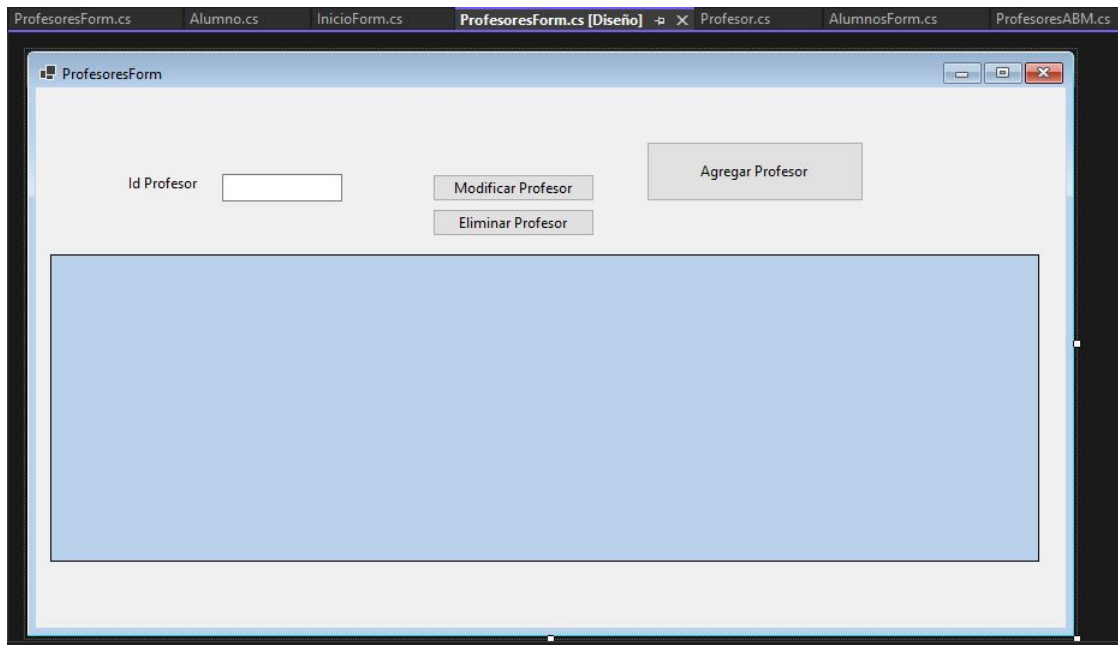 ProfesoresForm.cs Alumno.cs InicioForm.cs ProfesoresForm.cs [Diseño] Profesor.cs AlumnosForm.cs ProfesoresABM.cs
ProfesoresForm
Agregar Profesor
Id Profesor
Modificar Profesor
Eliminar Profesor